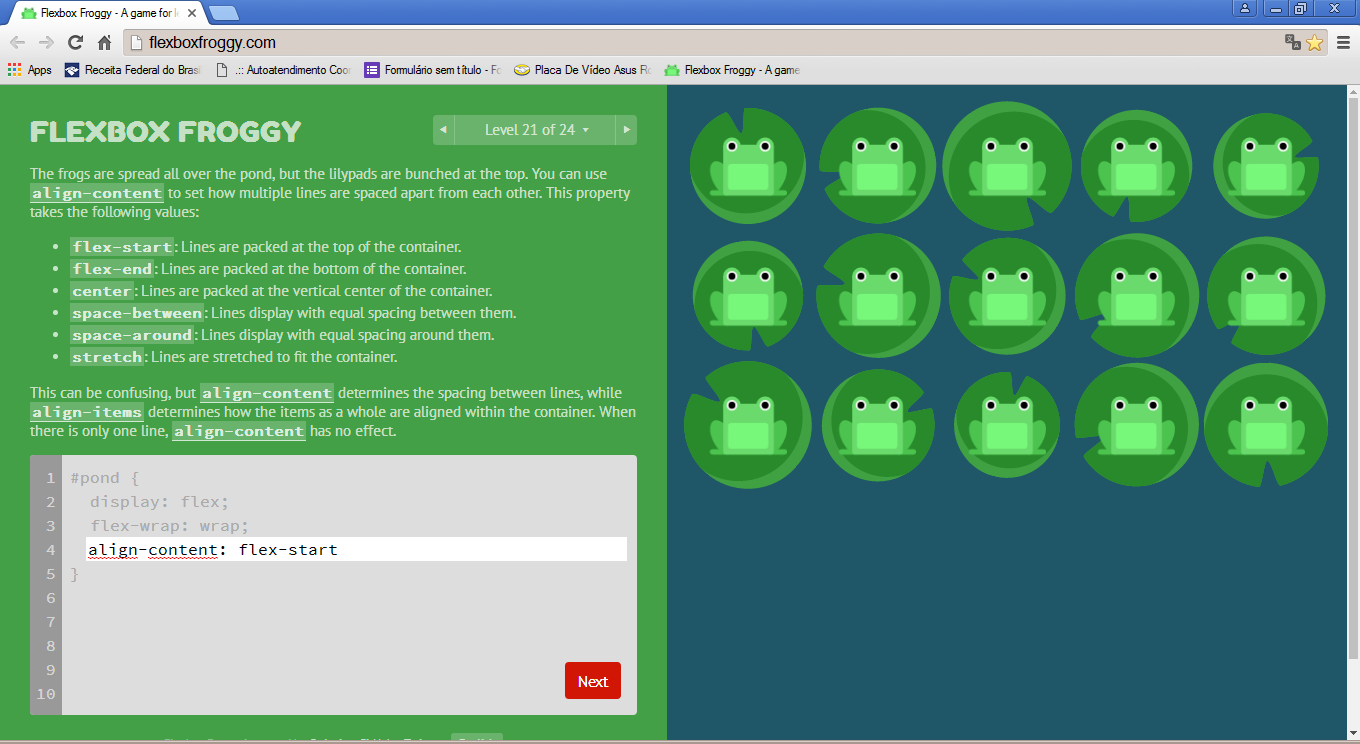 Flexbox Froggy - A game for l
flexboxfroggy.com
Apps
Receita Federal do Brasi
.:: Autoatendimento Coor
Formulário sem título - Fo
Placa De Vídeo Asus Ra
Flexbox Froggy - A game
FLEXBOX FROGGY
Level 21 of 24
The frogs are spread all over the pond, but the lilypads are bunched at the top. You can use
align-content to set how multiple lines are spaced apart from each other. This property
takes the following values:
flex-start: Lines are packed at the top of the container.
flex-end: Lines are packed at the bottom of the container.
center: Lines are packed at the vertical center of the container.
space-between: Lines display with equal spacing between them.
space-around: Lines display with equal spacing around them.
stretch: Lines are stretched to fit the container.
This can be confusing, but align-content determines the spacing between lines, while
align-items determines how the items as a whole are aligned within the container. When
there is only one line, align-content has no effect.
1 #pond {
2 display: flex;
3 flex-wrap: wrap;
4 align-content: flex-start
5 }
6
7
8
9
10
Next